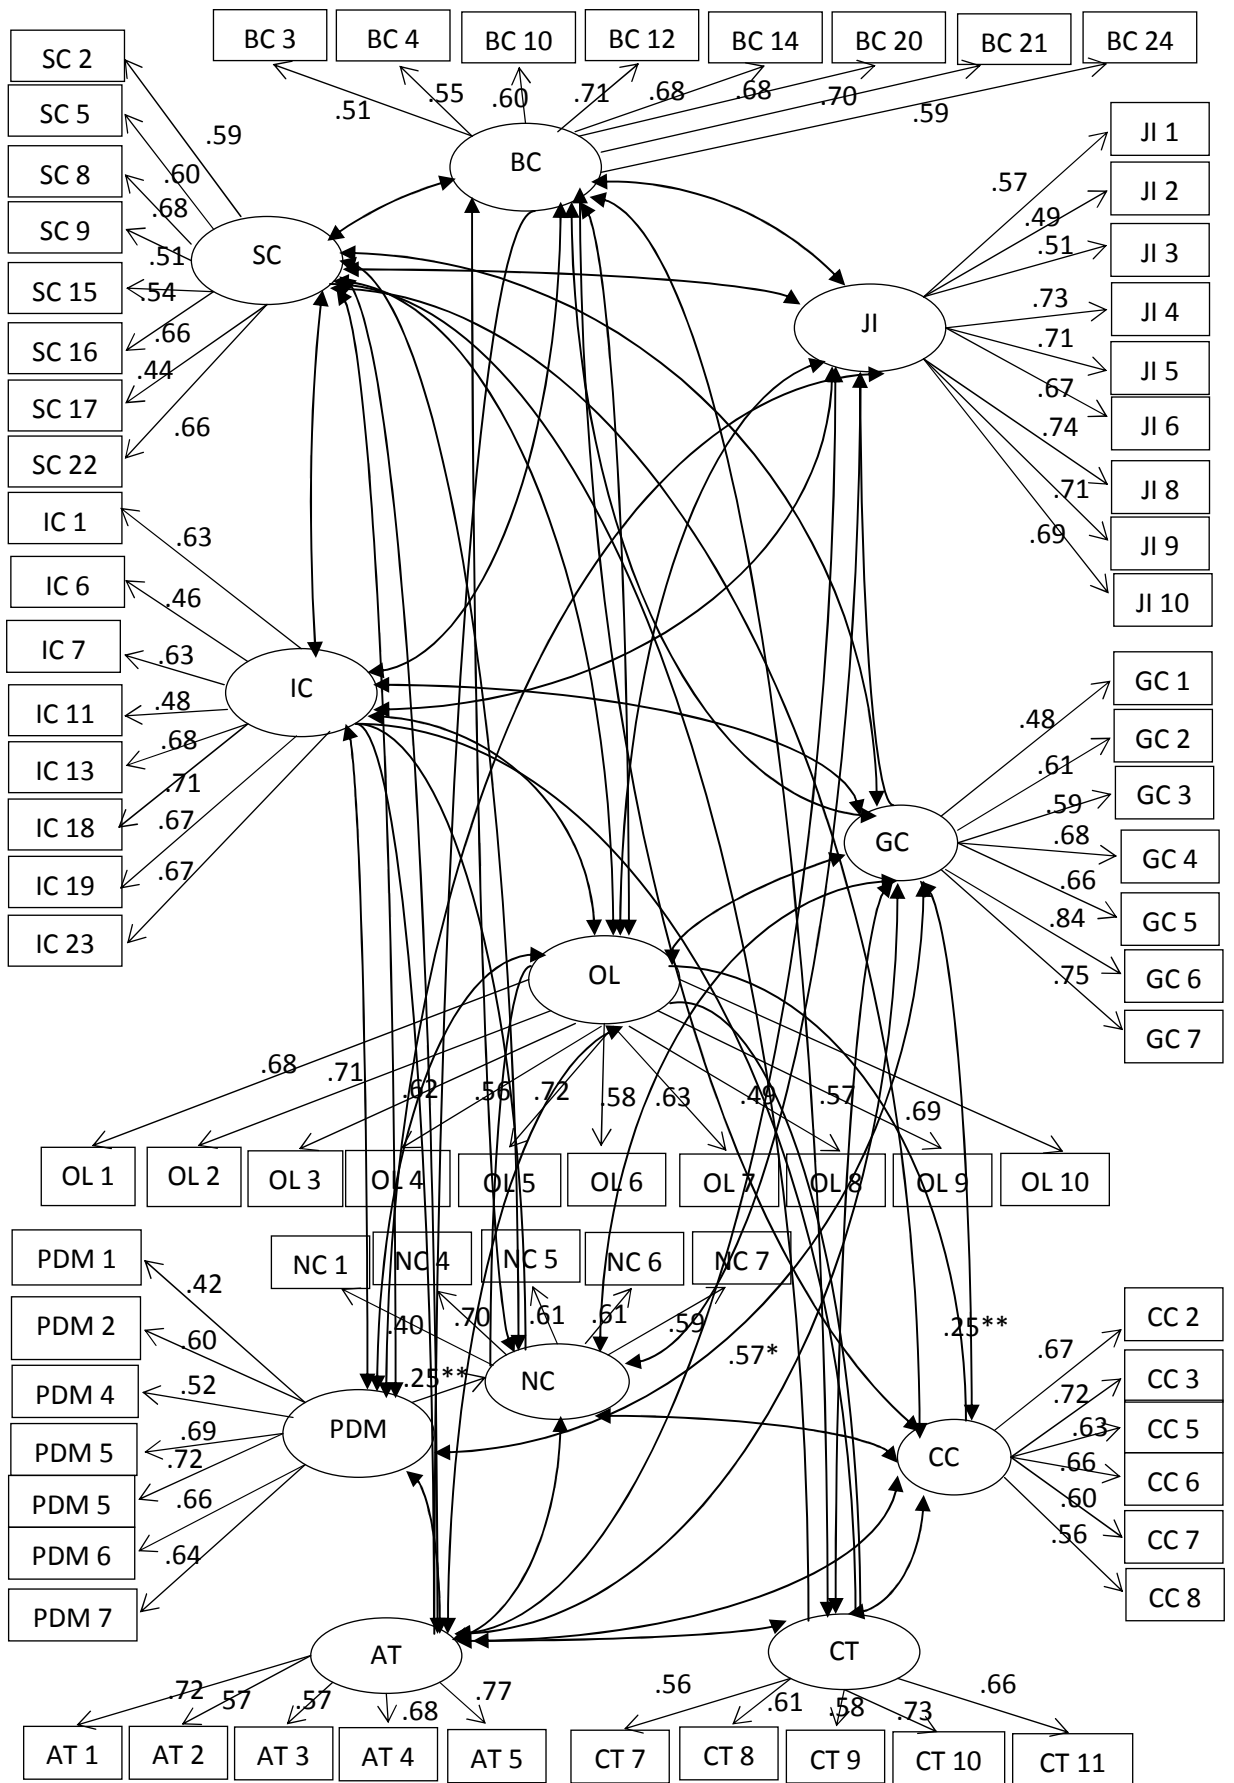 BC 3
BC 4
BC 10
BC 12
BC 14
BC 20
BC 21
BC 24
.51
.55
.60
.71
.68
.68
.70
.59
BC
SC 2
SC 5
SC 8
SC 9
SC 15
SC 16
SC 17
SC 22
.59
.60
.68
.51
.54
.66
.44
.66
SC
JI 1
JI 2
JI 3
JI 4
JI 5
JI 6
JI 8
JI 9
JI 10
.57
.49
.51
.73
.71
.67
.74
.71
.69
JI
IC 1
IC 6
IC 7
IC 11
IC 13
IC 18
IC 19
IC 23
.63
.46
.63
.48
.68
.71
.67
.67
IC
GC 1
GC 2
GC 3
GC 4
GC 5
GC 6
GC 7
.48
.61
.59
.68
.66
.84
.75
GC
OL
.68
.71
.62
.56
.72
.58
.63
.49
.57
.69
OL 1
OL 2
OL 3
OL 4
OL 5
OL 6
OL 7
OL 8
OL 9
OL 10
PDM 1
PDM 2
PDM 4
PDM 5
PDM 5
PDM 6
PDM 7
.42
.60
.52
.69
.72
.66
.64
PDM
NC 1
NC 4
NC 5
NC 6
NC 7
.40
.70
.61
.61
.59
.25**
NC
.57*
.25**
CC 2
CC 3
CC 5
CC 6
CC 7
CC 8
.67
.72
.63
.66
.60
.56
CC
AT
.72
.57
.57
.68
.77
AT 1
AT 2
AT 3
AT 4
AT 5
CT
.56
.61
.58
.73
.66
CT 7
CT 8
CT 9
CT 10
CT 11